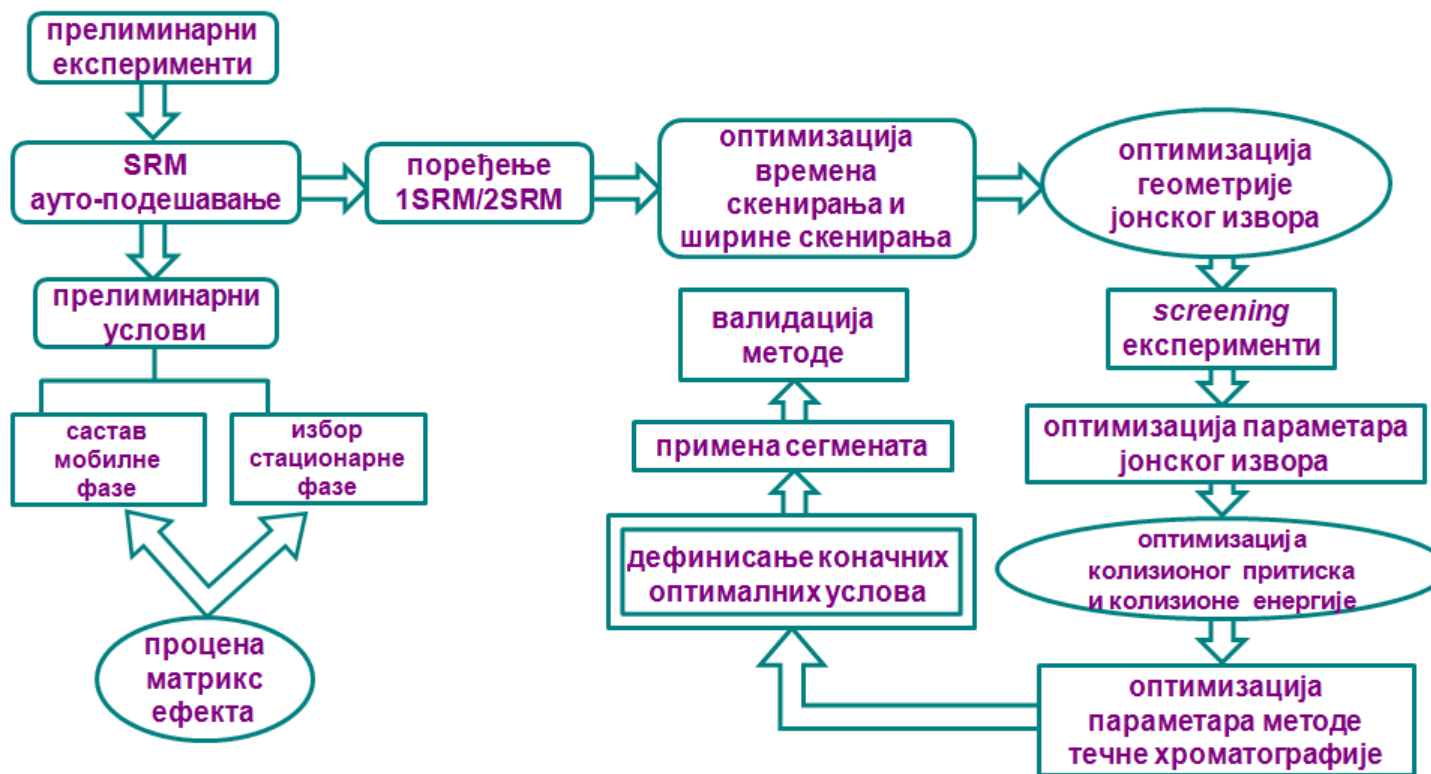 прелиминарни
експерименти
SRM
ауто-подешавање
поређење
1SRM/2SRM
оптимизација
времена
скенирања и
ширине скенирања
оптимизација
геометрије
јонског извора
прелиминарни
услови
састав
мобилне
фазе
избор
стационарне
фазе
процена
матрикс
ефекта
screening
експерименти
оптимизација параметара
јонског извора
оптимизација
колизионог притиска
и колизионе енергије
оптимизација
параметара методе
течне хроматографије
дефинисање коначних
оптималних услова
примена сегмената
валидација
методе